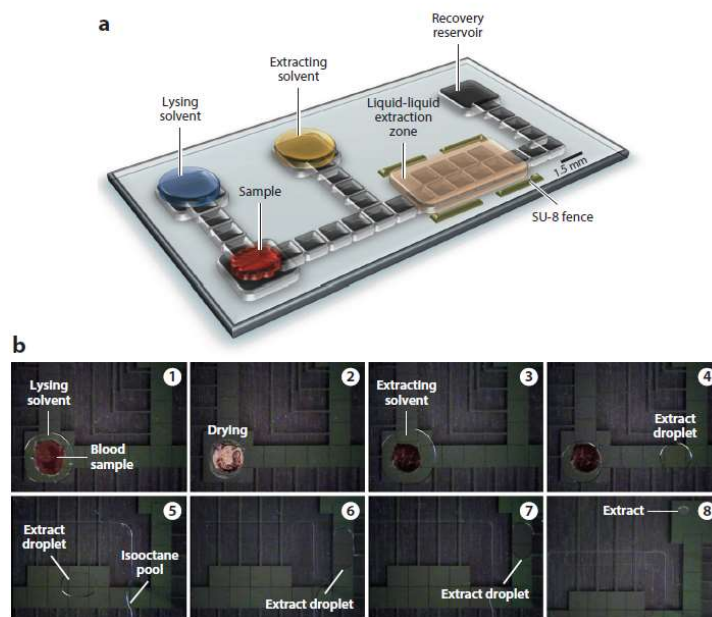 a
Recovery
reservoir
Extracting
solvent
Liquid-liquid
extraction
zone
Lysing
solvent
Sample
1.5 mm
SU-8 fence
b
Lysing
solvent
1
Blood
sample
2
Drying
Extracting
solvent
3
4
Extract
droplet
5
Extract
droplet
Isooctane
pool
6
Extract droplet
7
Extract droplet
Extract
8